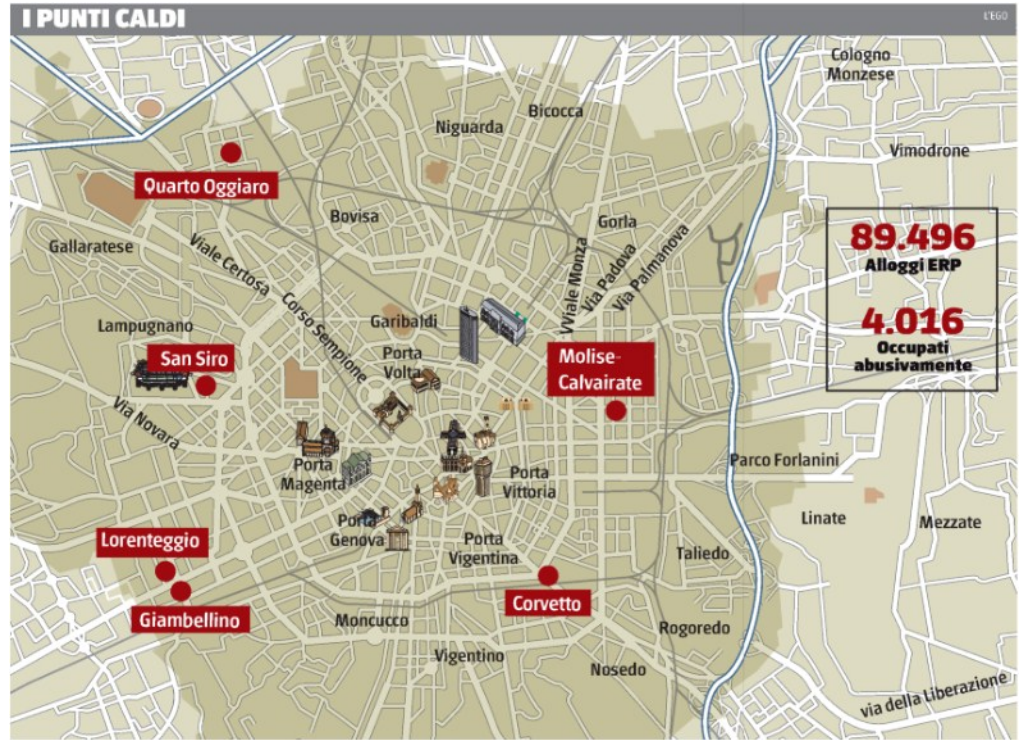 I PUNTI CALDI
L'EGO
Cologno
Monzese
Bicocca
Niguarda
Vimodrone
Quarto Oggiaro
Bovisa
Gorla
Gallaratese
Viale Certosa
VViale Monza
Via Padova
Via Palmanova
89.496
Alloggi ERP
4.016
Occupati
abusivamente
Corso Sempione
Lampugnano
Garibaldi
San Siro
Porta
Volta
Molise-
Calvairate
Via Novara
Porta
Magenta
Porta
Vittoria
Parco Forlanini
Linate
Mezzate
Porta
Genova
Lorenteggio
Porta
Vigentina
Taliedo
Giambellino
Corvetto
Moncucco
Rogoredo
Vigentino
Nosedo
via della Liberazione